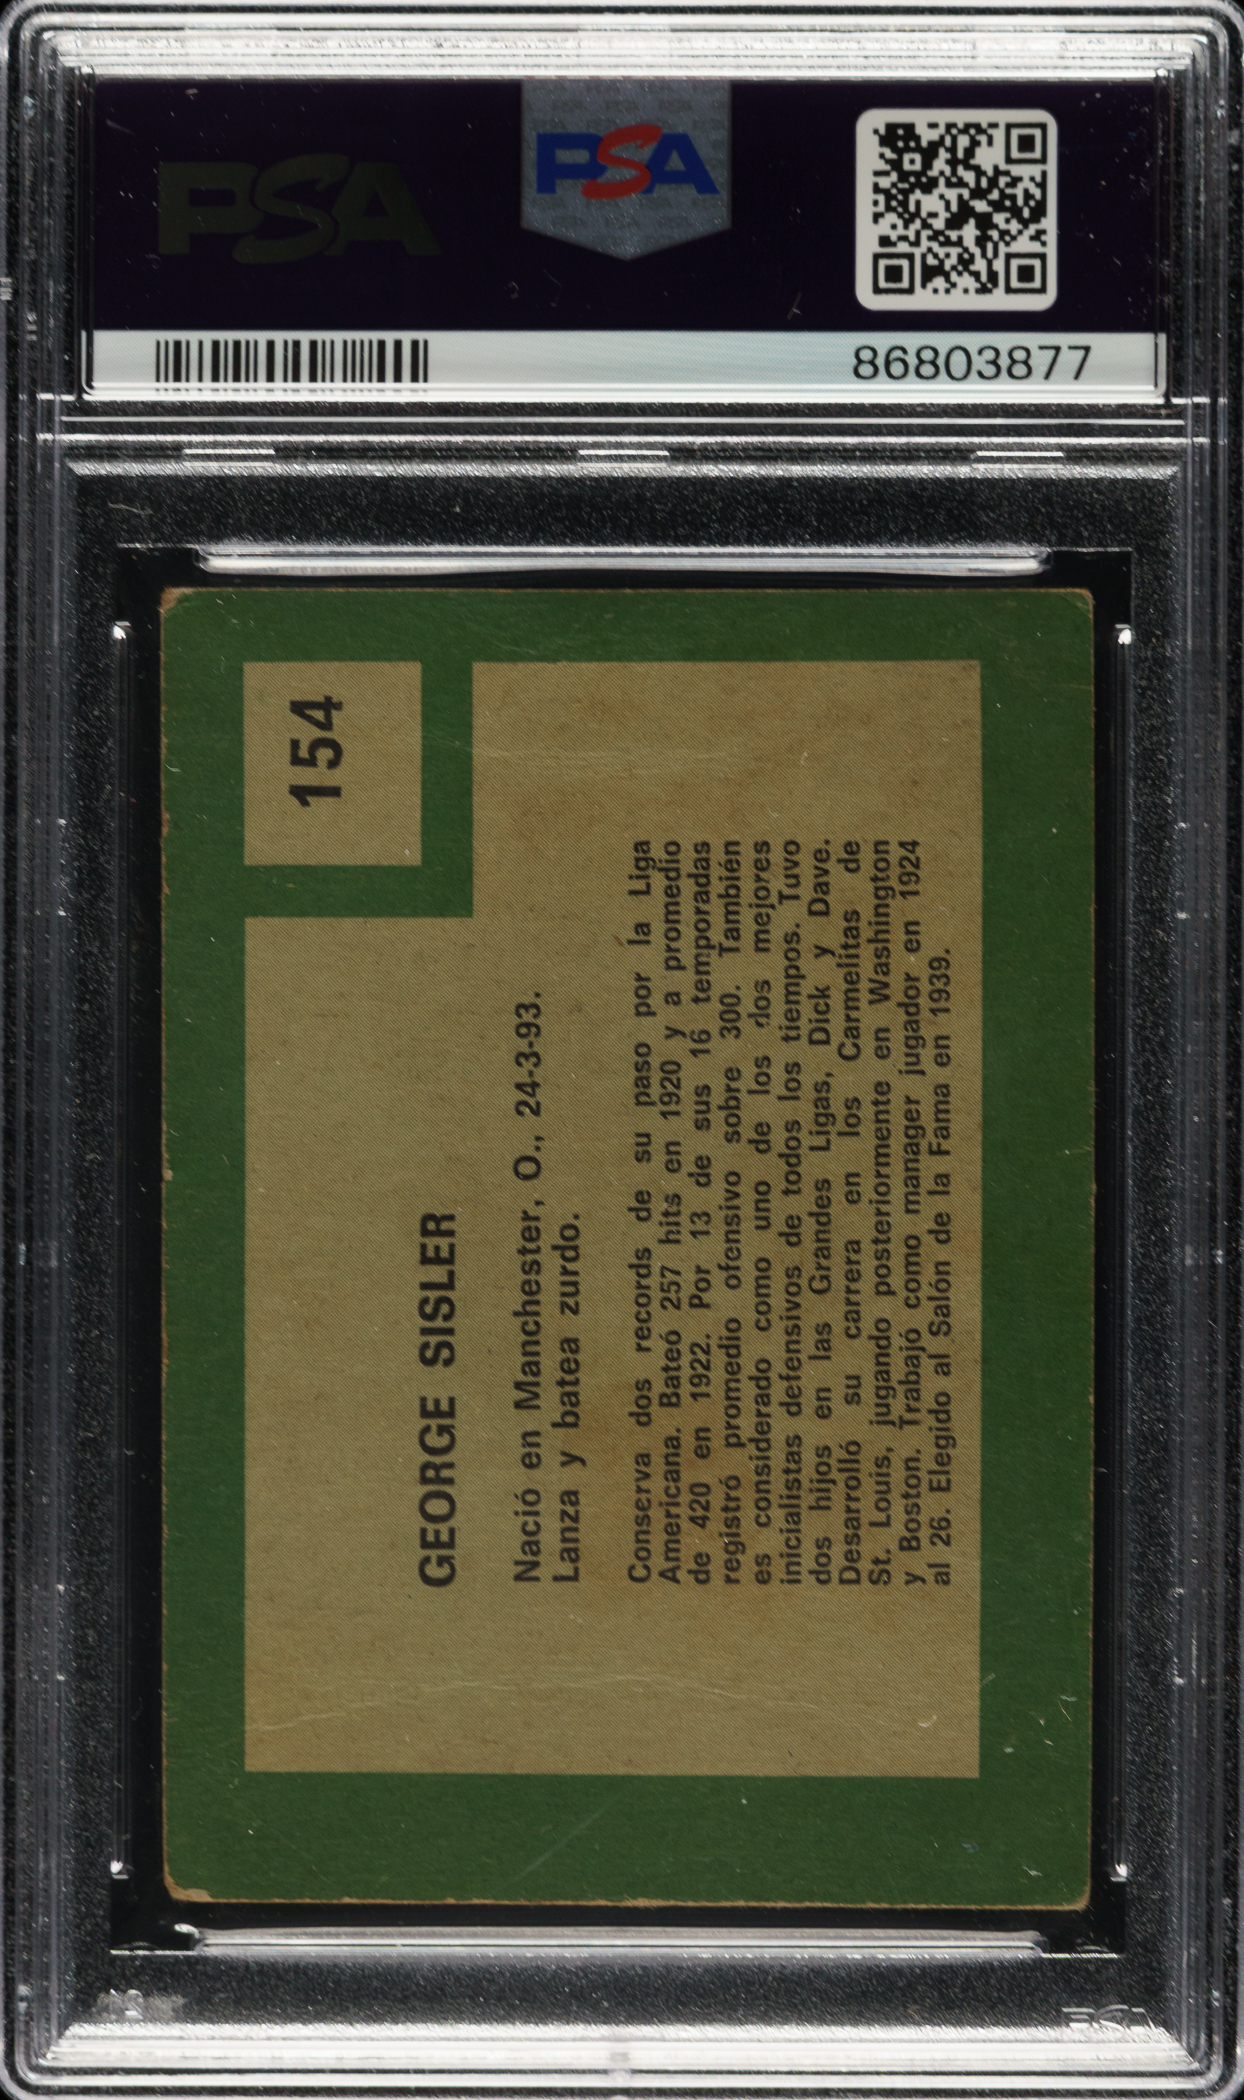 PSA
PSA
86803877
154
GEORGE SISLER
Nació en Manchester, O., 24-3-93.
Lanza y batea zurdo.
Conserva dos records de su paso por la Liga
Americana. Bateó 257 hits en 1920 y a promedio
de 420 en 1922. Por 13 de sus 16 temporadas
registró promedio ofensivo sobre 300. También
es considerado como uno de los dos mejores
inicialistas defensivos de todos los tiempos. Tuvo
dos hijos en las Grandes Ligas, Dick y Dave.
Desarrolló su carrera en los Carmelitas de
St. Louis, jugando posteriormente en Washington
y Boston. Trabajó como manager jugador en 1924
al 26. Elegido al Salón de la Fama en 1939.
PSA